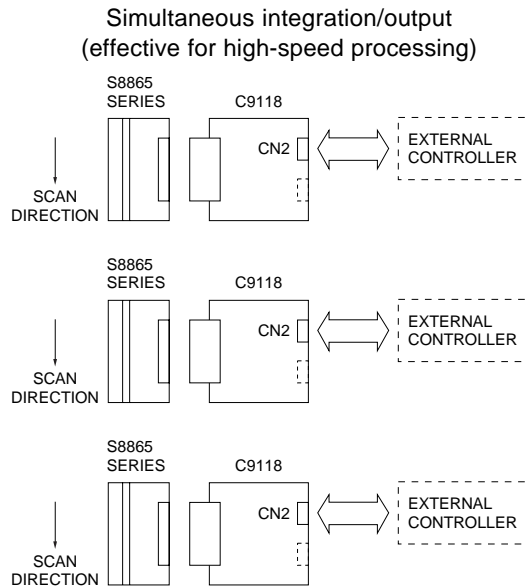 Simultaneous integration/output
(effective for high-speed processing)
S8865
SERIES
C9118
CN2
EXTERNAL
CONTROLLER
SCAN
DIRECTION
S8865
SERIES
C9118
CN2
EXTERNAL
CONTROLLER
SCAN
DIRECTION
S8865
SERIES
C9118
CN2
EXTERNAL
CONTROLLER
SCAN
DIRECTION